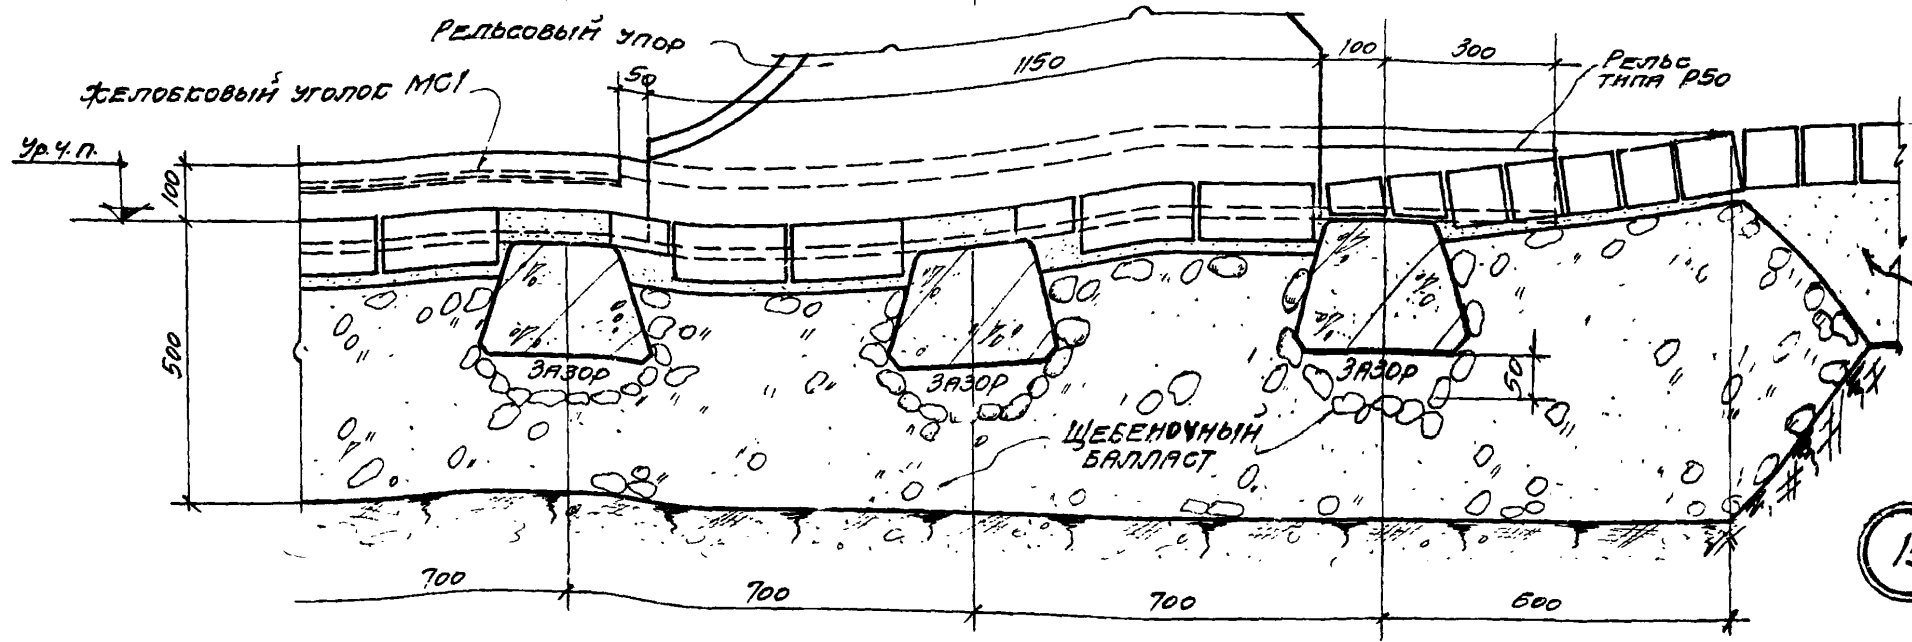 Рельсовый упор
Желобковый уголок МС1
50
1150
100
300
Рельс
типа Р50
Ур.ч.п.
100
500
зазор
зазор
зазор
50
Щебеночный
балласт
700
700
700
600